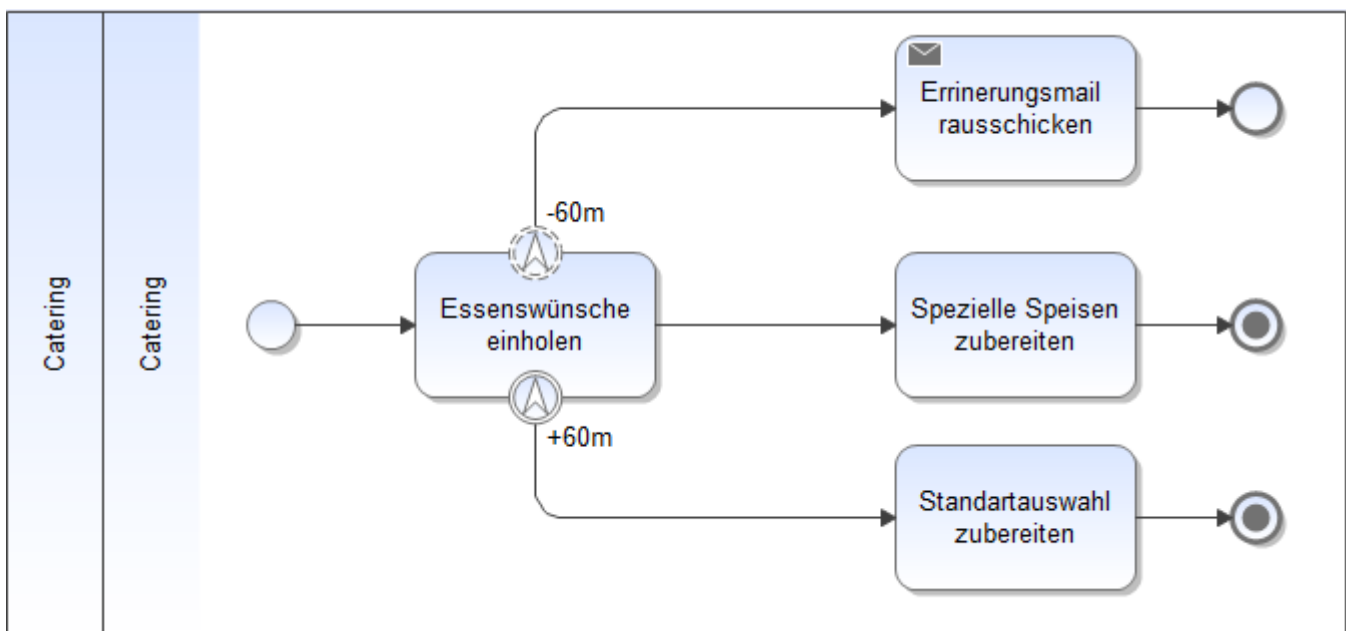 Catering
Catering
Errinerungsmail
rausschicken
-60m
Essenswünsche
einholen
Spezielle Speisen
zubereiten
+60m
Standartauswahl
zubereiten